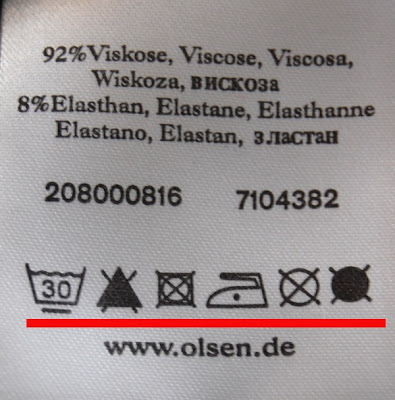 92%Viskose, Viscose, Viscosa,
Wiskoza, вискоза
8%Elasthan, Elastane, Elasthanne
Elastano, Elastan, эластан
208000816 7104382
30
www.olsen.de